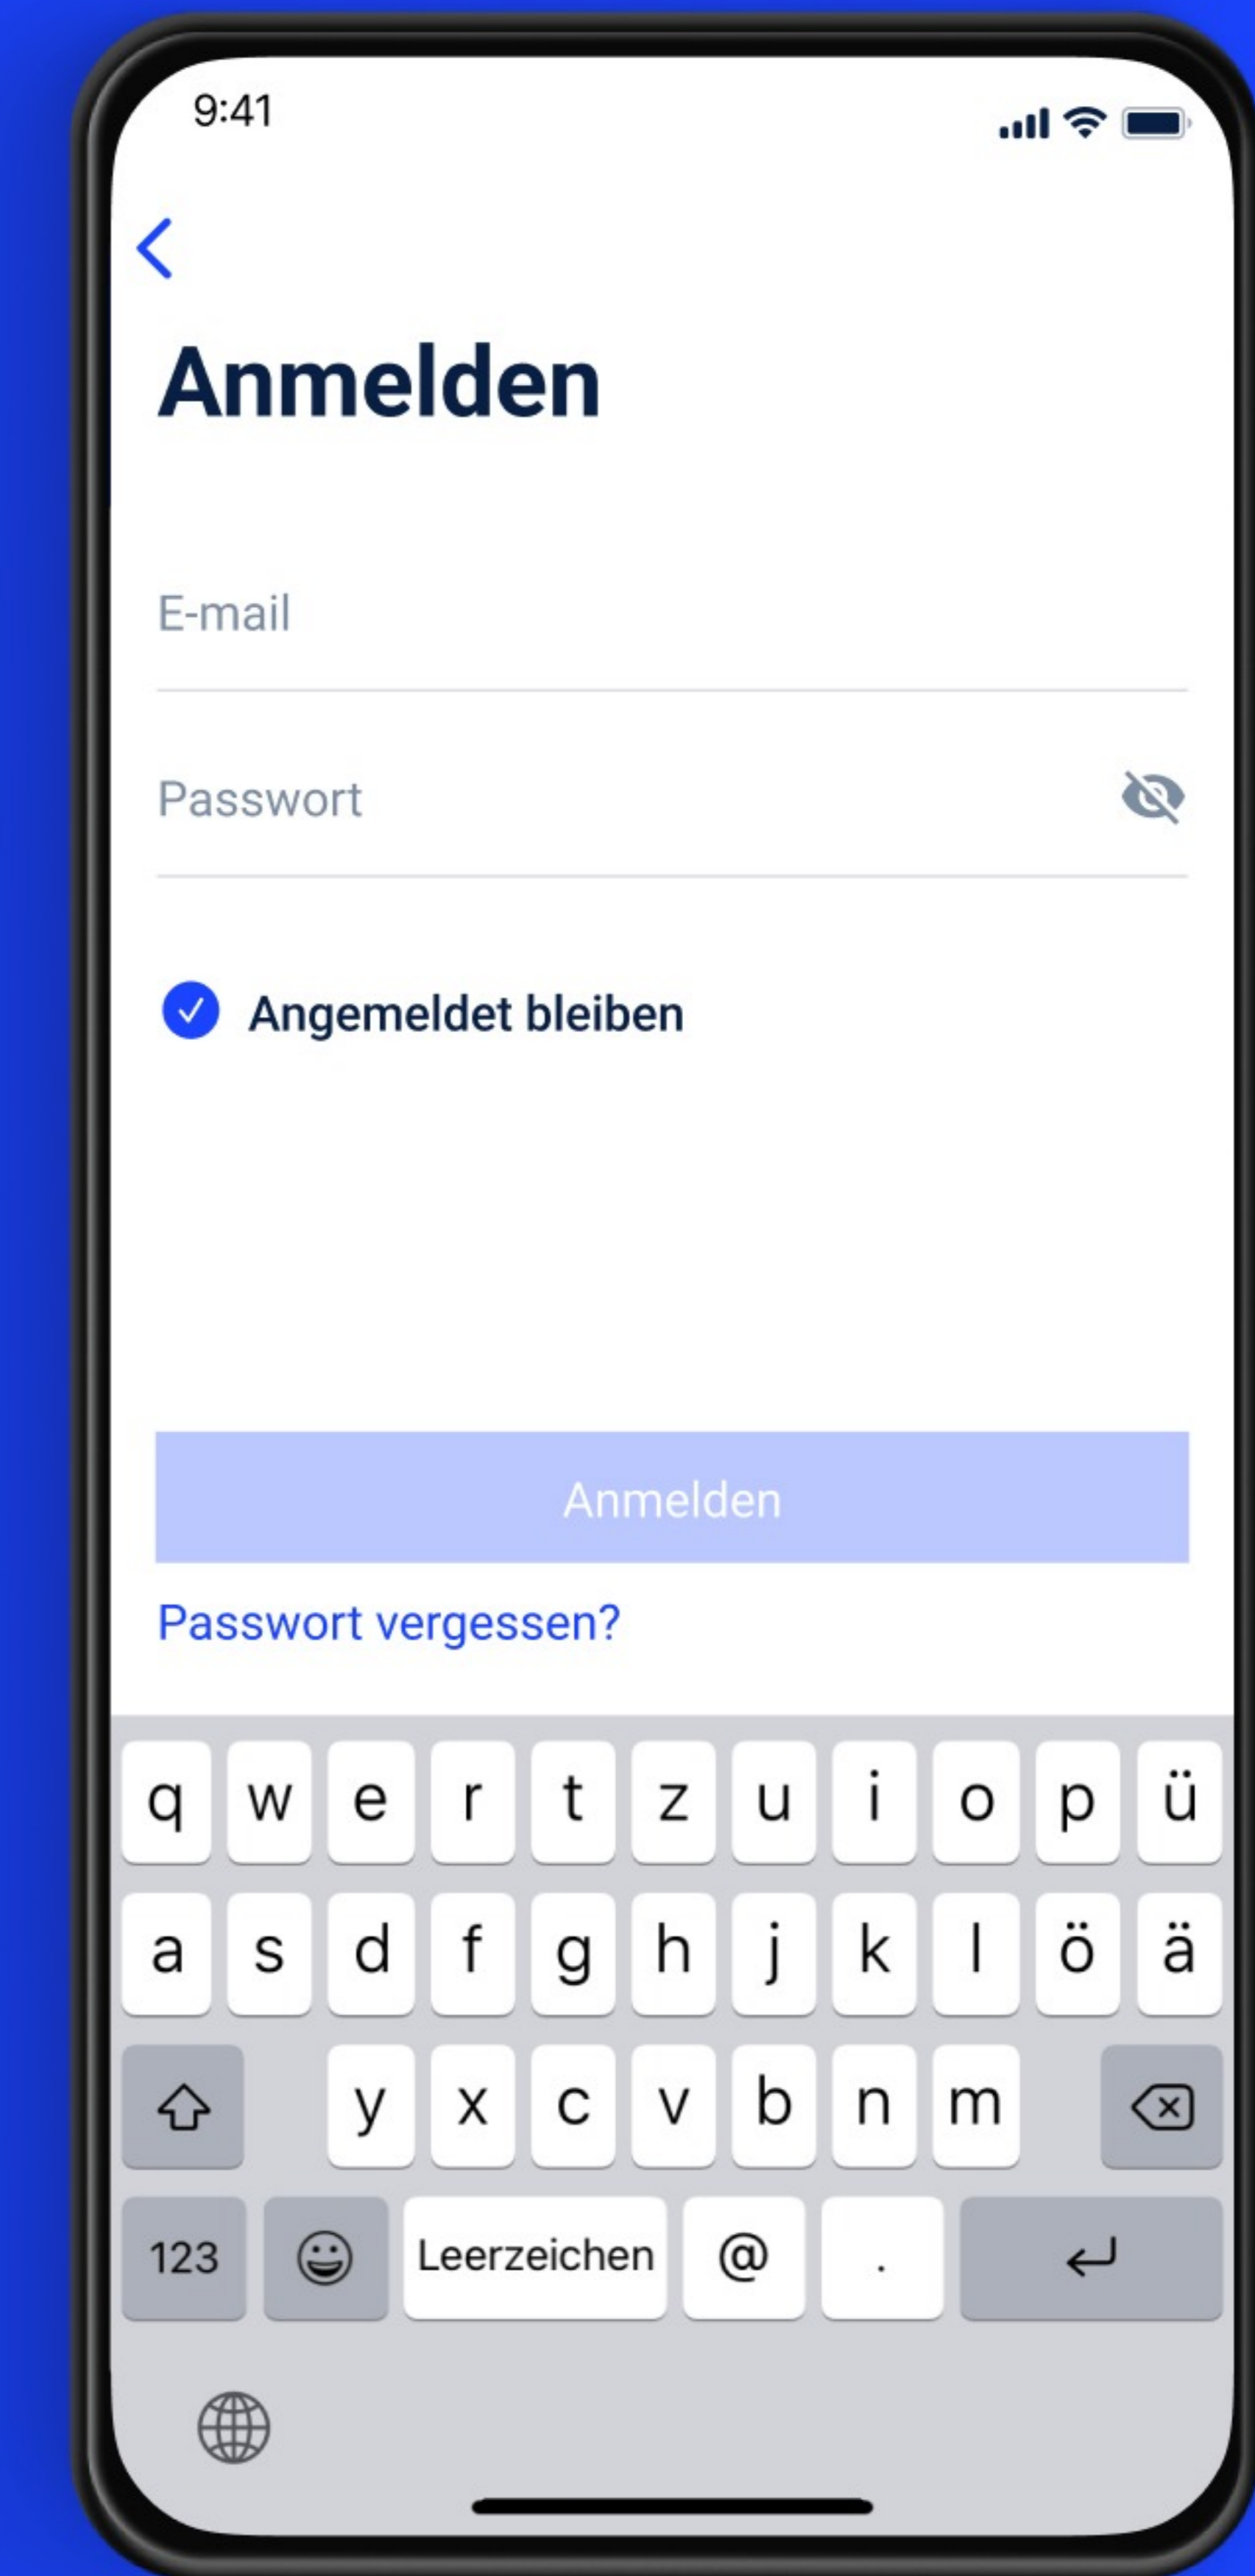 9:41
Anmelden
E-mail
Passwort
Angemeldet bleiben
Anmelden
Passwort vergessen?
q w e r t z u i o p ü
a s d f g h j k l ö ä
y x c v b n m
123 Leerzeichen @ .